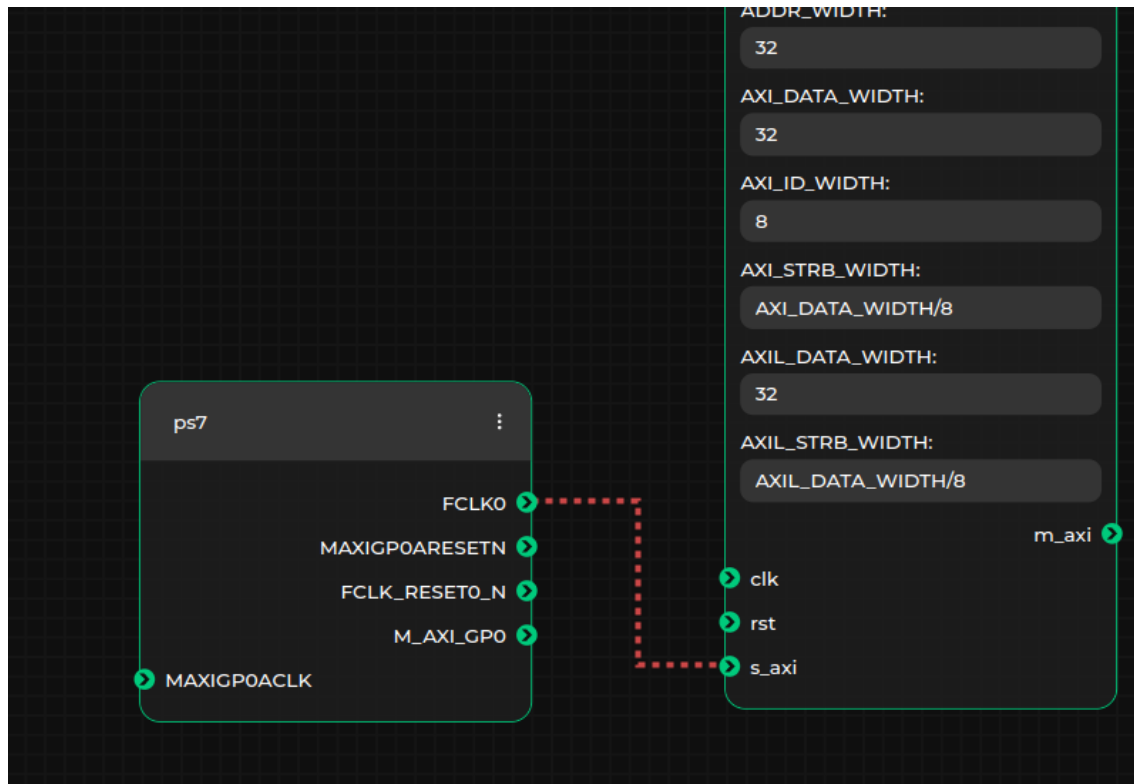 ADDR_WIDTH:
32
AXI_DATA_WIDTH:
32
AXI_ID_WIDTH:
8
AXI_STRB_WIDTH:
AXI_DATA_WIDTH/8
AXIL_DATA_WIDTH:
32
AXIL_STRB_WIDTH:
AXIL_DATA_WIDTH/8
m_axi
clk
rst
s_axi
ps7
FCLK0
MAXIGP0ARESETN
FCLK_RESET0_N
M_AXI_GP0
MAXIGP0ACLK